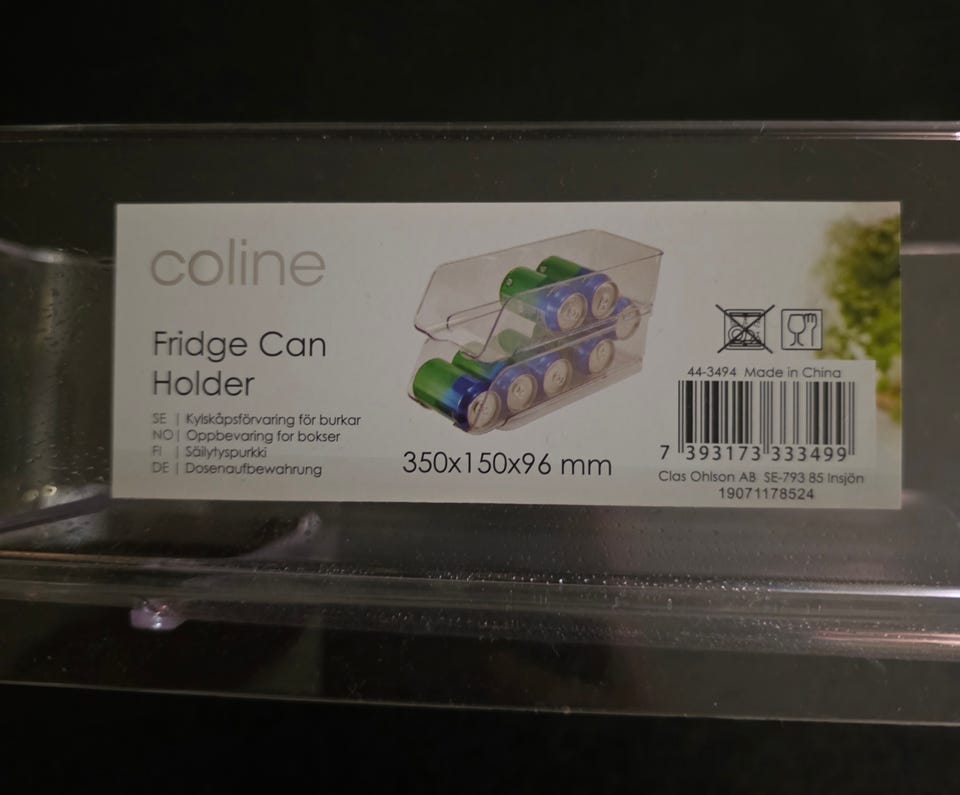 coline
Fridge Can
Holder
SE | Kylskåpsförvaring för burkar
NO | Oppbevaring for bokser
FI | Säilytyspurkki
DE | Dosenaufbewahrung
350x150x96 mm
44-3494 Made in China
7 393173 333499
Clas Ohlson AB SE-793 85 Insjön
19071178524